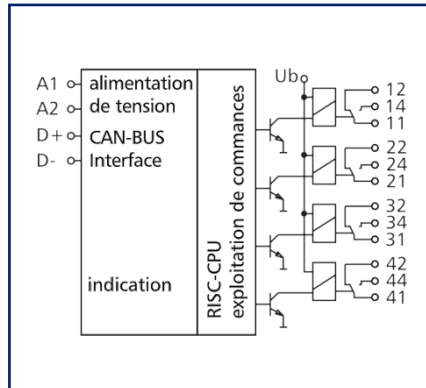 A1 alimentation
A2 de tension
D+ CAN-BUS
D- Interface
indication
RISC-CPU
exploitation de commances
Ub
12
14
11
22
24
21
32
34
31
42
44
41